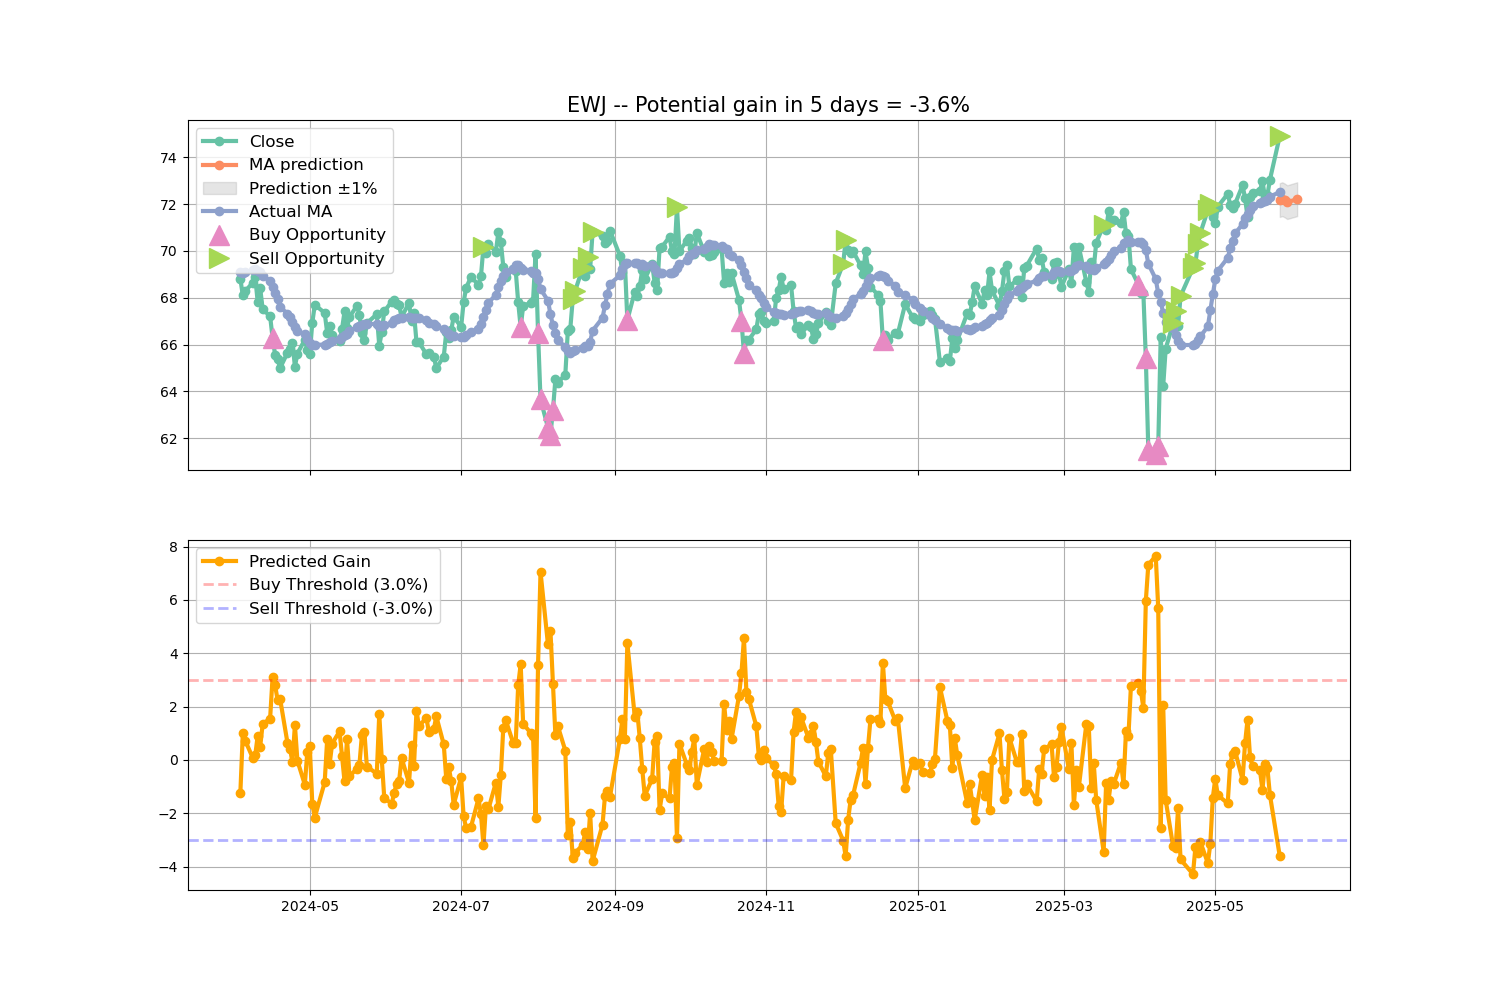 EWJ -- Potential gain in 5 days = -3.6%
Close
MA prediction
Prediction ±1%
Actual MA
Buy Opportunity
Sell Opportunity
74
72
70
68
66
64
62
Predicted Gain
Buy Threshold (3.0%)
Sell Threshold (-3.0%)
8
6
4
2
0
−2
−4
2024-05 2024-07 2024-09 2024-11 2025-01 2025-03 2025-05